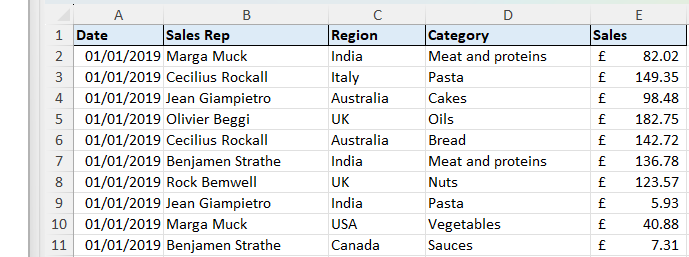 A B C D E
1 Date Sales Rep Region Category Sales
2 01/01/2019 Marga Muck India Meat and proteins £ 82.02
3 01/01/2019 Cecilius Rockall Italy Pasta £ 149.35
4 01/01/2019 Jean Giampietro Australia Cakes £ 98.48
5 01/01/2019 Olivier Beggi UK Oils £ 182.75
6 01/01/2019 Cecilius Rockall Australia Bread £ 142.72
7 01/01/2019 Benjamen Strathe India Meat and proteins £ 136.78
8 01/01/2019 Rock Bemwell UK Nuts £ 123.57
9 01/01/2019 Jean Giampietro India Pasta £ 5.93
10 01/01/2019 Marga Muck USA Vegetables £ 40.88
11 01/01/2019 Benjamen Strathe Canada Sauces £ 7.31